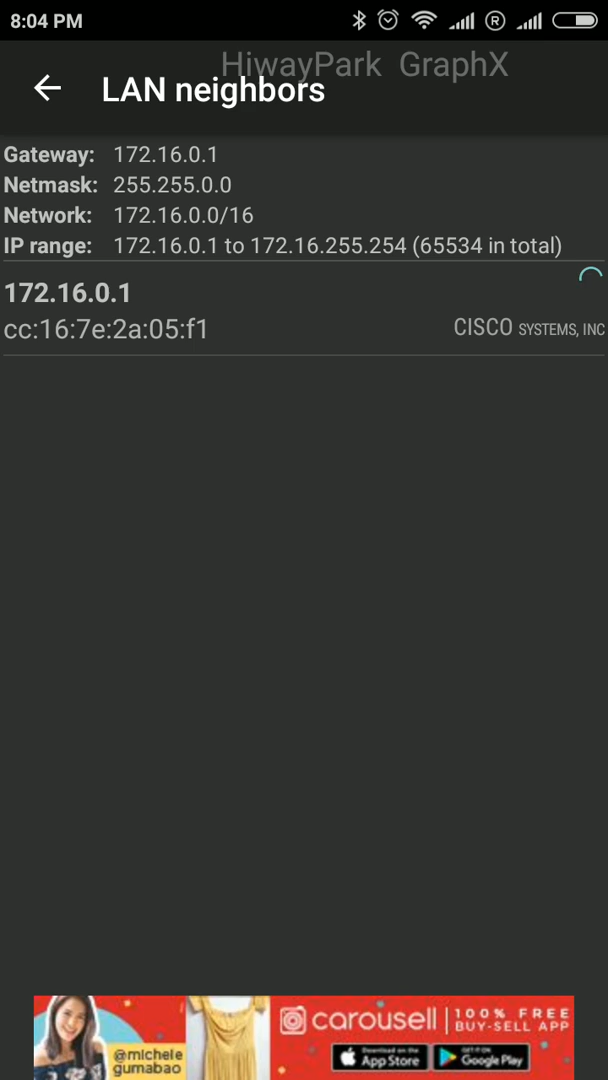 8:04 PM
R
HiwayPark GraphX
LAN neighbors
Gateway: 172.16.0.1
Netmask: 255.255.0.0
Network: 172.16.0.0/16
IP range: 172.16.0.1 to 172.16.255.254 (65534 in total)
172.16.0.1
cc:16:7e:2a:05:f1
CISCO SYSTEMS, INC
@michele
gumabao
carousell
100% FREE
BUY-SELL APP
Download on the
App Store
GET IT ON
Google Play